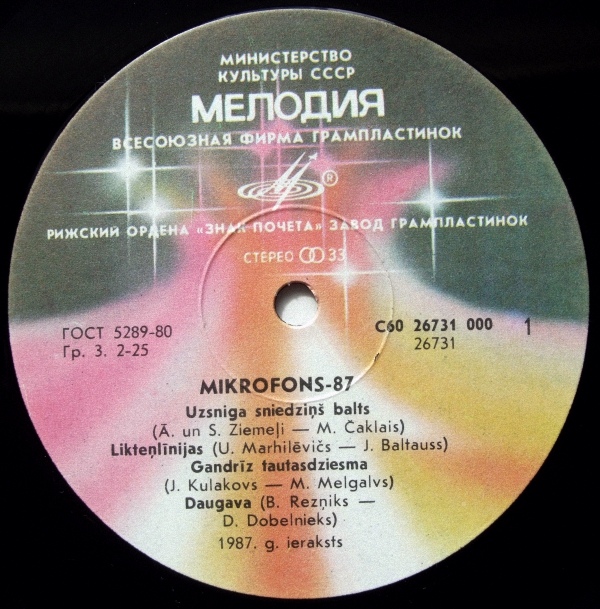 МИНИСТЕРСТВО
КУЛЬТУРЫ СССР
МЕЛОДИЯ
ВСЕСОЮЗНАЯ ФИРМА ГРАМПЛАСТИНОК
®
РИЖСКИЙ ОРДЕНА «ЗНАК ПОЧЕТА» ЗАВОД ГРАМПЛАСТИНОК
СТЕРЕО 33
ГОСТ 5289-80
Гр. 3. 2-25
С60 26731 000 1
26731
MIKROFONS-87
Uzsniga sniedziņš balts
(Ā. un S. Ziemeļi — M. Čaklais)
Likteņlīnijas (U. Marhilēvičs — J. Baltauss)
Gandrīz tautasdziesma
(J. Kulakovs — M. Melgalvs)
Daugava (B. Rezņiks —
D. Dobelnieks)
1987. g. ieraksts